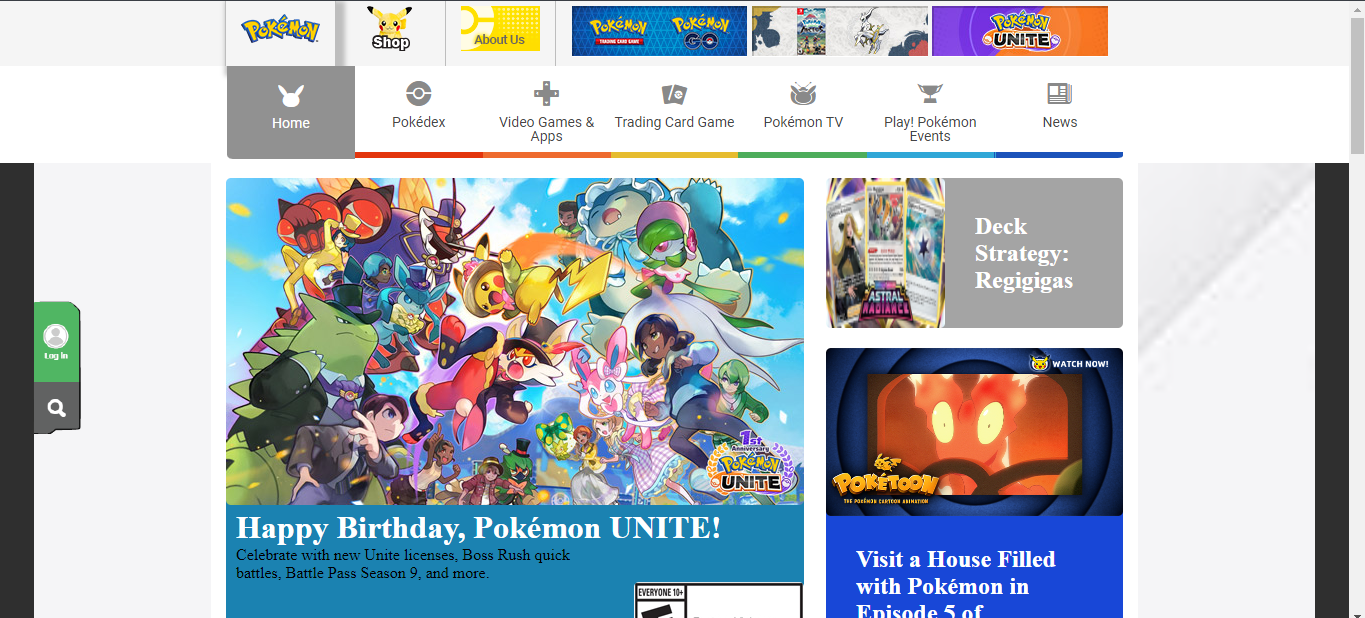 Pokémon
Shop
About Us
Pokémon
TRADING CARD GAME
Pokémon
GO
Pokémon
UNITE
Home
Pokédex
Video Games &
Apps
Trading Card Game
Pokémon TV
Play! Pokémon
Events
News
Log in
1st
Anniversary
Pokémon
UNITE
Happy Birthday, Pokémon UNITE!
Celebrate with new Unite licenses, Boss Rush quick
battles, Battle Pass Season 9, and more.
EVERYONE 10+
ASTRAL
RADIANCE
Deck
Strategy:
Regigigas
WATCH NOW!
POKÉTOON
THE POKÉMON CARTOON ANIMATION
Visit a House Filled
with Pokémon in
Episode 5 of